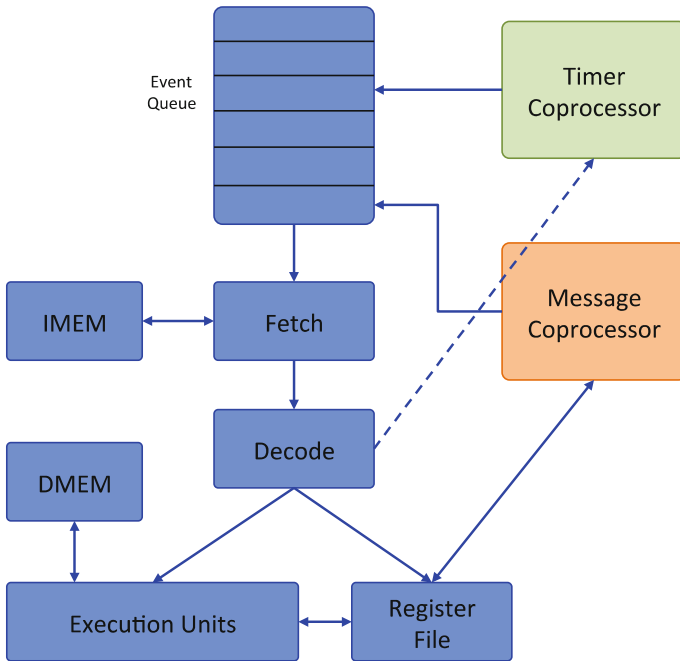 Event
Queue
Timer
Coprocessor
IMEM
Fetch
Message
Coprocessor
Decode
DMEM
Execution Units
Register
File